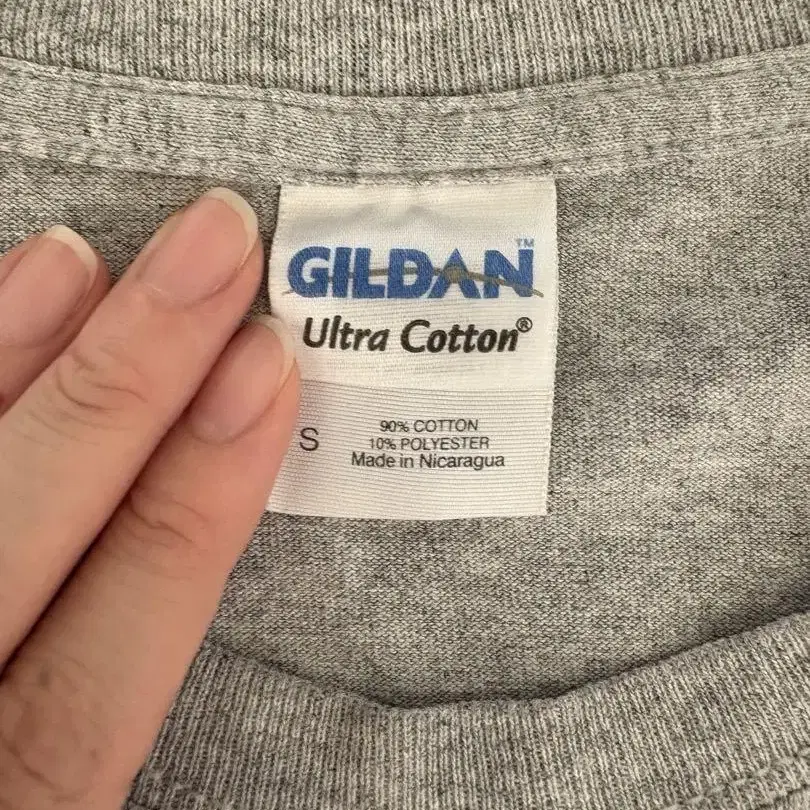 GILDAN™
Ultra Cotton®
S
90% COTTON
10% POLYESTER
Made in Nicaragua